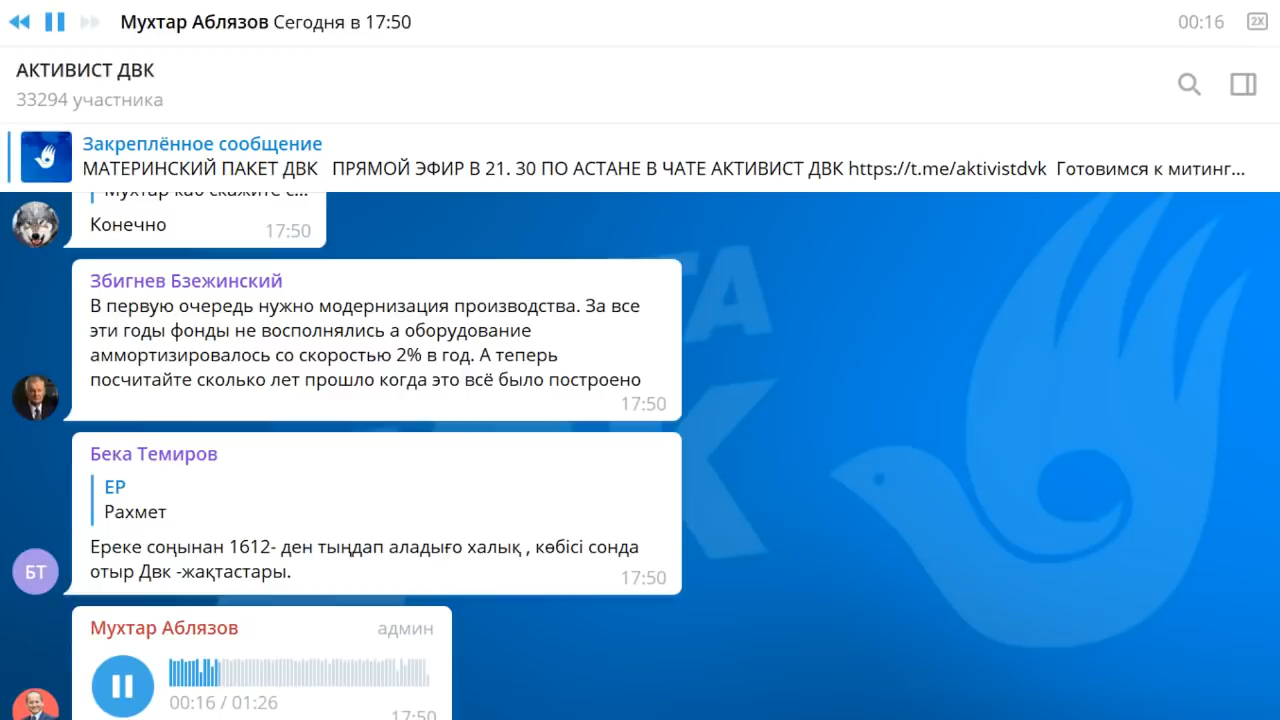 Мухтар Аблязов Сегодня в 17:50
00:16
2X
АКТИВИСТ ДВК
33294 участника
Закреплённое сообщение
МАТЕРИНСКИЙ ПАКЕТ ДВК ПРЯМОЙ ЭФИР В 21. 30 ПО АСТАНЕ В ЧАТЕ АКТИВИСТ ДВК https://t.me/aktivistdvk Готовимся к митинг...
Конечно
17:50
Збигнев Бзежинский
В первую очередь нужно модернизация производства. За все
эти годы фонды не восполнялись а оборудование
аммортизировалось со скоростью 2% в год. А теперь
посчитайте сколько лет прошло когда это всё было построено
17:50
Бека Темиров
ЕР
Рахмет
Ереке соңынан 1612- ден тыңдап аладығо халық , көбісі сонда
отыр Двк -жақтастары.
17:50
БТ
Мухтар Аблязов
админ
00:16 / 01:26
17:50